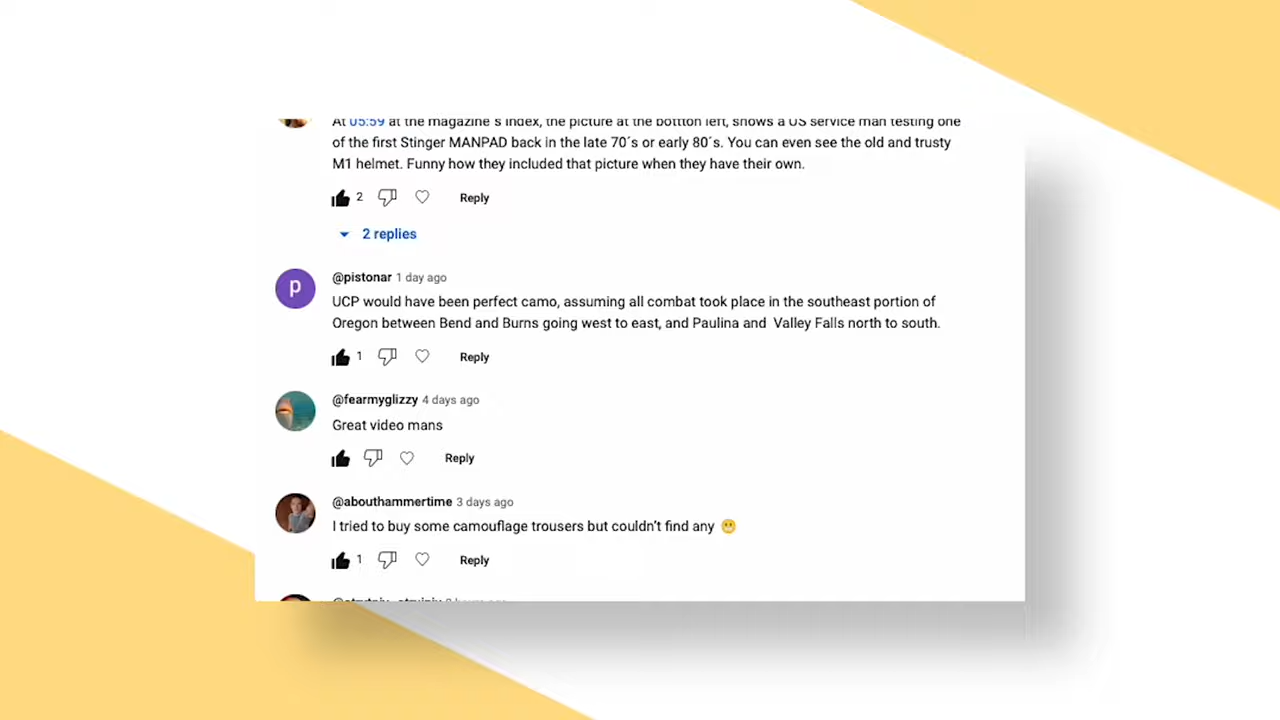 At 05:59 at the magazine´s index, the picture at the bottton left, shows a US service man testing one
of the first Stinger MANPAD back in the late 70´s or early 80´s. You can even see the old and trusty
M1 helmet. Funny how they included that picture when they have their own.
2 Reply
2 replies
P
@pistonar 1 day ago
UCP would have been perfect camo, assuming all combat took place in the southeast portion of
Oregon between Bend and Burns going west to east, and Paulina and Valley Falls north to south.
1 Reply
@fearmyglizzy 4 days ago
Great video mans
Reply
@abouthammertime 3 days ago
I tried to buy some camouflage trousers but couldn't find any 😬
1 Reply